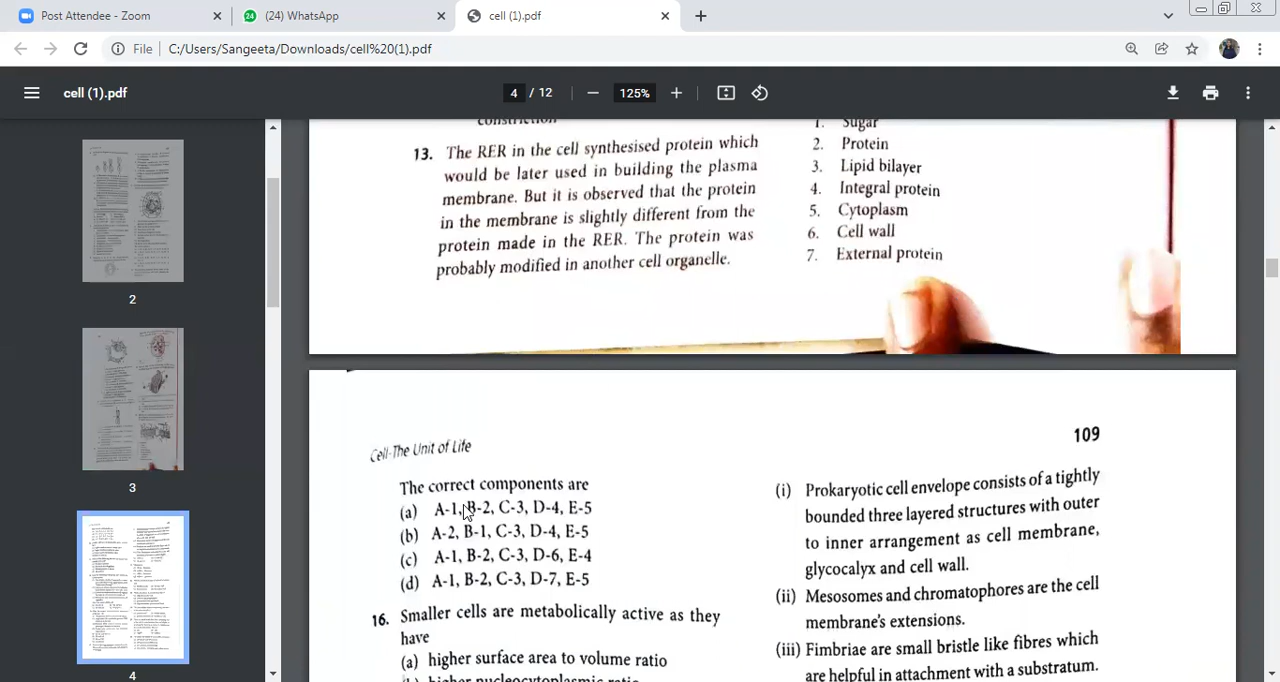 Post Attendee - Zoom
(24) WhatsApp
cell (1).pdf
File
C:/Users/Sangeeta/Downloads/cell%20(1).pdf
cell (1).pdf
4 / 12
125%
2
3
4
constriction
13. The RER in the cell synthesised protein which
would be later used in building the plasma
membrane. But it is observed that the protein
in the membrane is slightly different from the
protein made in the RER. The protein was
probably modified in another cell organelle.
1. Sugar
2. Protein
3. Lipid bilayer
4. Integral protein
5. Cytoplasm
6. Cell wall
7. External protein
Cell-The Unit of Life
109
The correct components are
(a) A-1, B-2, C-3, D-4, E-5
(b) A-2, B-1, C-3, D-4, E-5
(c) A-1, B-2, C-3, D-6, E-4
(d) A-1, B-2, C-3, D-7, E-5
16. smaller cells are metabolically active as they
have
(a) higher surface area to volume ratio
(b) higher nucleocytoplasmic ratio
(i) Prokaryotic cell envelope consists of a tightly
bounded three layered structures with outer
to inner arrangement as cell membrane,
glycocalyx and cell wall.
(ii) Mesosomes and chromatophores are the cell
membrane's extensions.
(iii) Fimbriae are small bristle like fibres which
are helpful in attachment with a substratum.